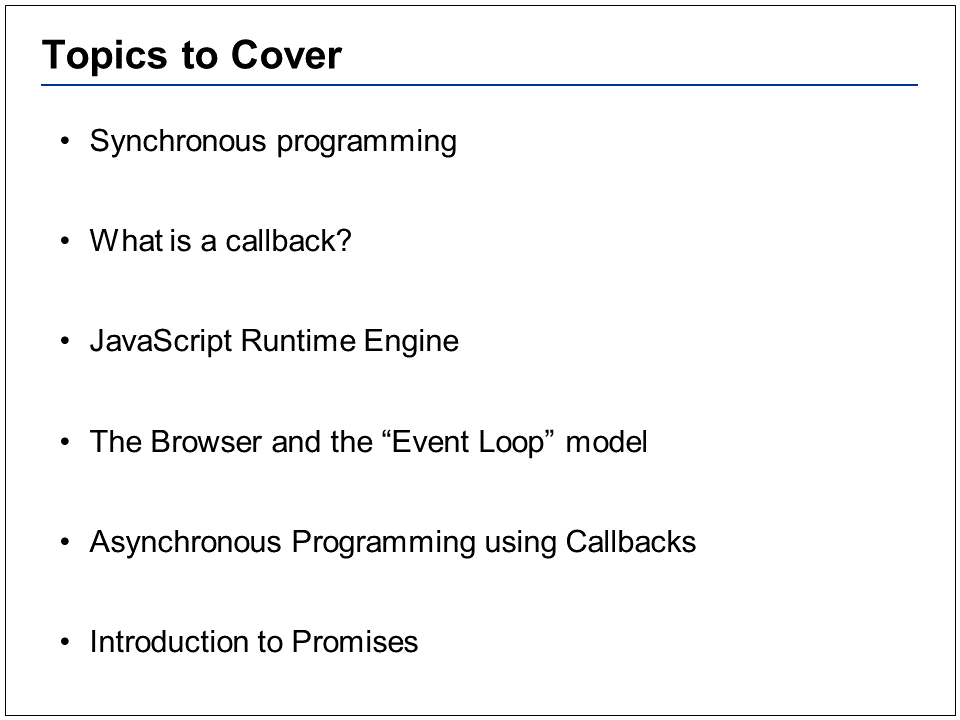 Topics to Cover
• Synchronous programming
• What is a callback?
• JavaScript Runtime Engine
• The Browser and the “Event Loop” model
• Asynchronous Programming using Callbacks
• Introduction to Promises